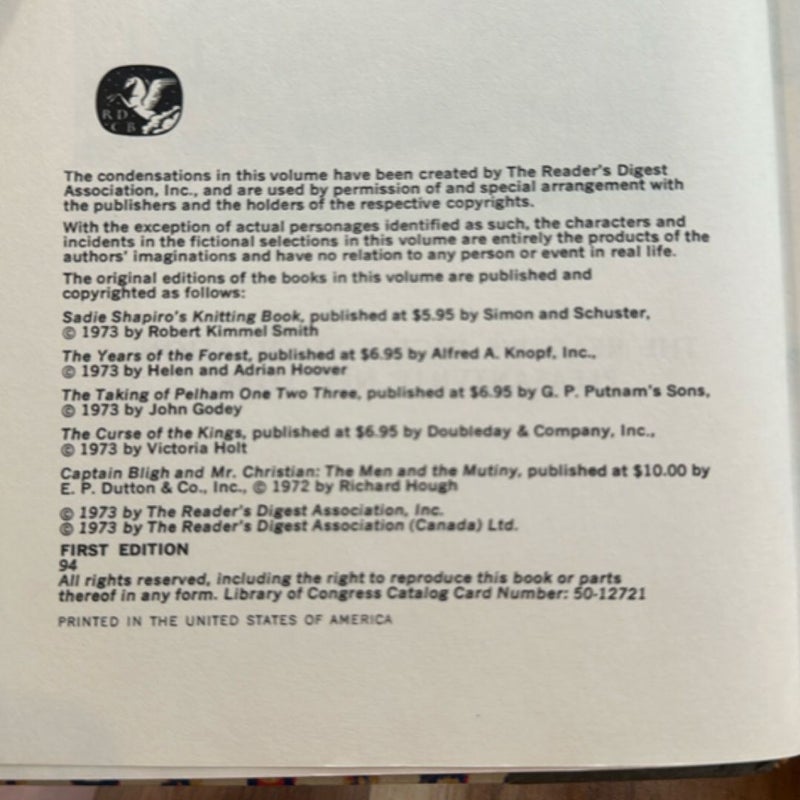 RD
CB
The condensations in this volume have been created by The Reader's Digest
Association, Inc., and are used by permission of and special arrangement with
the publishers and the holders of the respective copyrights.
With the exception of actual personages identified as such, the characters and
incidents in the fictional selections in this volume are entirely the products of the
authors' imaginations and have no relation to any person or event in real life.
The original editions of the books in this volume are published and
copyrighted as follows:
Sadie Shapiro's Knitting Book, published at $5.95 by Simon and Schuster,
© 1973 by Robert Kimmel Smith
The Years of the Forest, published at $6.95 by Alfred A. Knopf, Inc.,
© 1973 by Helen and Adrian Hoover
The Taking of Pelham One Two Three, published at $6.95 by G. P. Putnam's Sons,
© 1973 by John Godey
The Curse of the Kings, published at $6.95 by Doubleday & Company, Inc.,
© 1973 by Victoria Holt
Captain Bligh and Mr. Christian: The Men and the Mutiny, published at $10.00 by
E. P. Dutton & Co., Inc., © 1972 by Richard Hough
© 1973 by The Reader's Digest Association, Inc.
© 1973 by The Reader's Digest Association (Canada) Ltd.
FIRST EDITION
94
All rights reserved, including the right to reproduce this book or parts
thereof in any form. Library of Congress Catalog Card Number: 50-12721
PRINTED IN THE UNITED STATES OF AMERICA